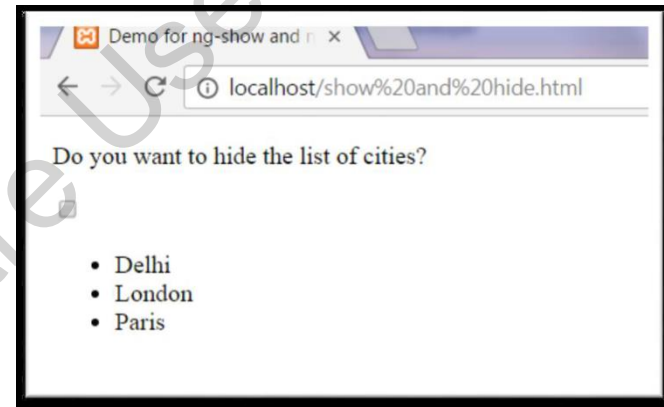 Demo for ng-show and n
localhost/show%20and%20hide.html
Do you want to hide the list of cities?
• Delhi
• London
• Paris